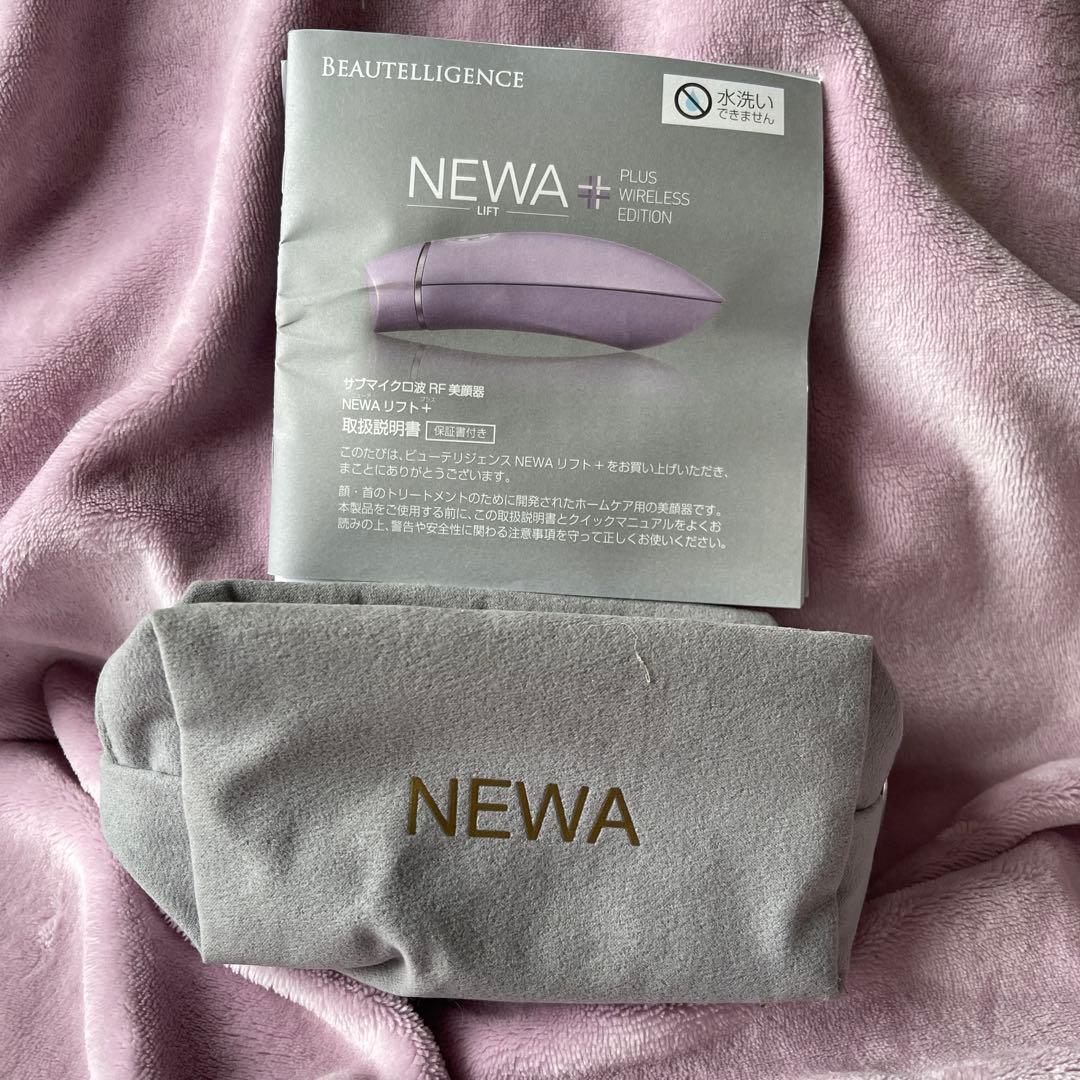 BEAUTELLIGENCE
水洗い
できません
NEWA
LIFT
PLUS
WIRELESS
EDITION
サブマイクロ波 RF 美顔器
ニューア プラス
NEWA リフト+
取扱説明書 保証書付き
このたびは、ビューテリジェンス NEWA リフト + をお買い上げいただき、
まことにありがとうございます。
顔・首のトリートメントのために開発されたホームケア用の美顔器です。
本製品をご使用する前に、この取扱説明書とクイックマニュアルをよくお
読みの上、警告や安全性に関わる注意事項を守って正しくお使いください。
NEWA